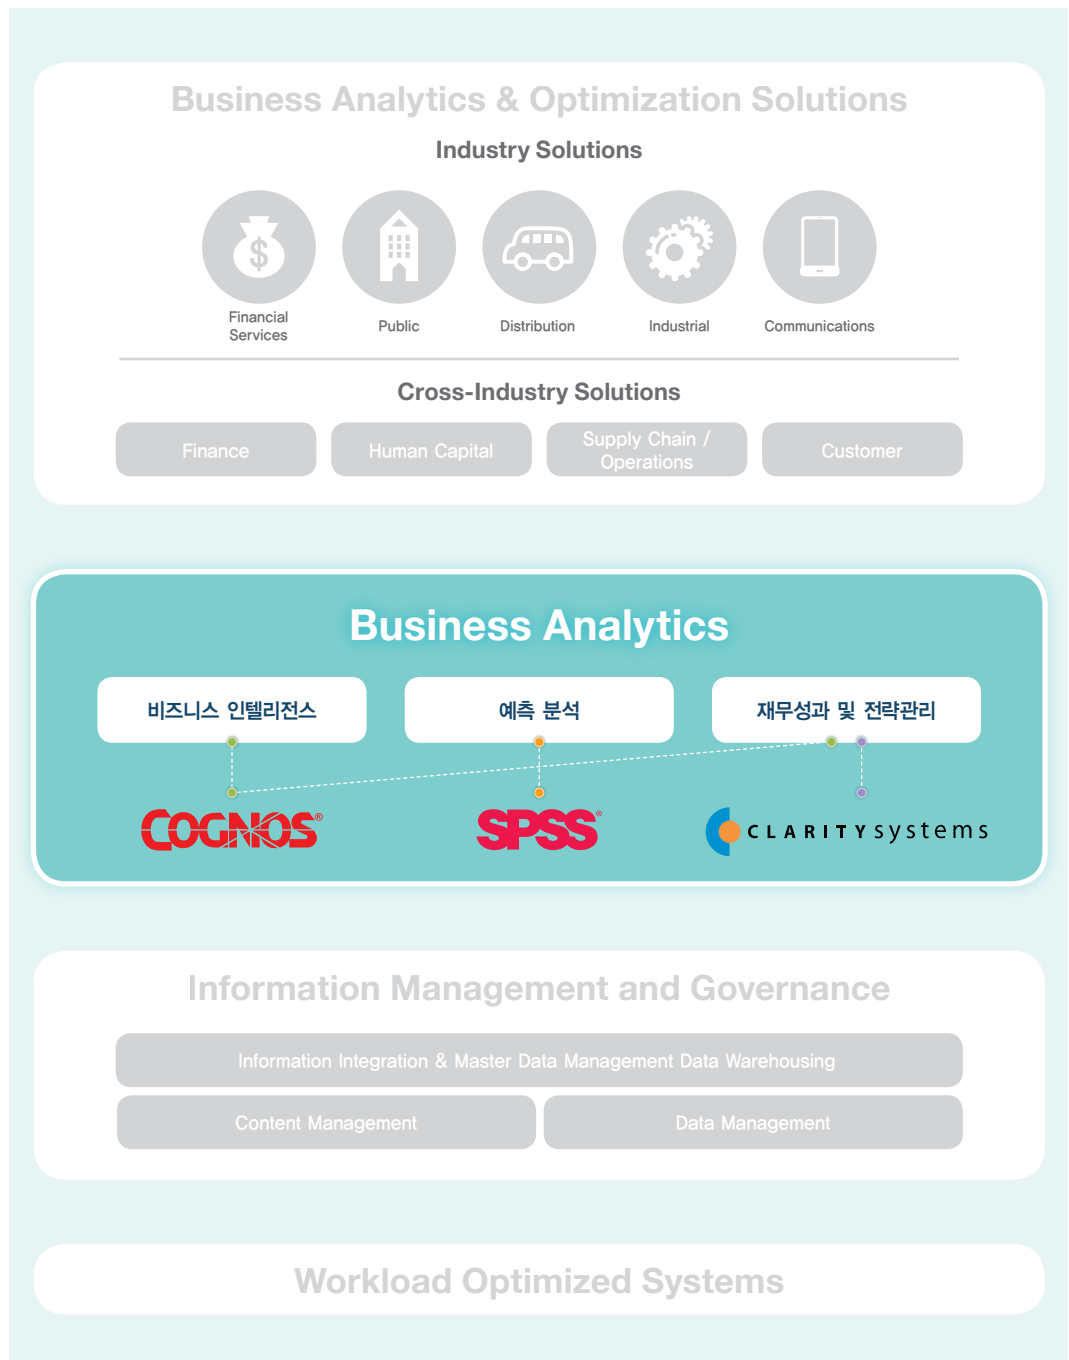 Business Analytics & Optimization Solutions
Industry Solutions
$
Financial
Services
Public
Distribution
Industrial
Communications
Cross-Industry Solutions
Finance
Human Capital
Supply Chain /
Operations
Customer
Business Analytics
비즈니스 인텔리전스
예측 분석
재무성과 및 전략관리
COGNOS®
SPSS®
CLARITY systems
Information Management and Governance
Information Integration & Master Data Management Data Warehousing
Content Management
Data Management
Workload Optimized Systems